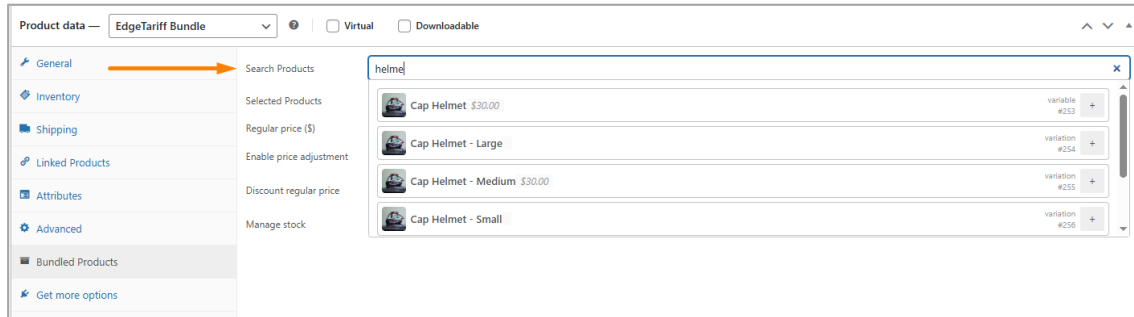 Product data —
EdgeTariff Bundle
Virtual
Downloadable
General
Inventory
Shipping
Linked Products
Attributes
Advanced
Bundled Products
Get more options
Search Products
helme
Selected Products
Regular price ($)
Enable price adjustment
Discount regular price
Manage stock
Cap Helmet $30.00
variable
#253
Cap Helmet - Large
variation
#254
Cap Helmet - Medium $30.00
variation
#255
Cap Helmet - Small
variation
#256